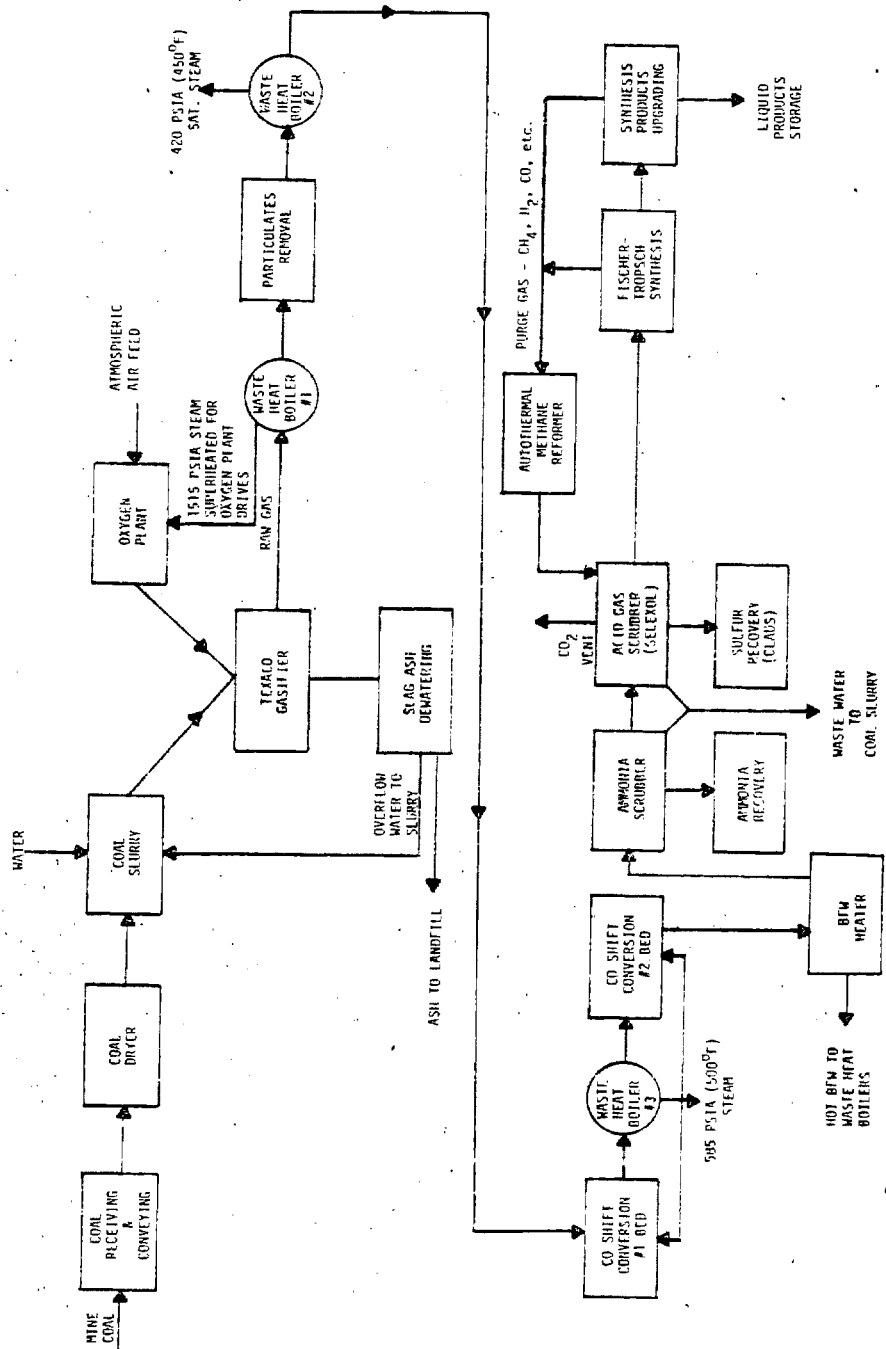 MINE
COAL
COAL
RECEIVING
&
CONVEYING
COAL
DRYER
WATER
COAL
SLURRY
ATMOSPHERIC
AIR FEED
OXYGEN
PLANT
TEXACO
GASIFIER
SLAG ASH
DEWATERING
OVERFLOW
WATER TO
SLURRY
ASH TO LANDFILL
1515 PSIA STEAM
SUPERHEATED FOR
OXYGEN PLANT
DRIVES
RAW GAS
WASTE
HEAT
BOILER
#1
PARTICULATES
REMOVAL
WASTE
HEAT
BOILER
#2
420 PSIA (450°F)
SAT. STEAM
CO SHIFT
CONVERSION
#1 BED
WASTE
HEAT
BOILER
#3
585 PSIA (500°F)
STEAM
CO SHIFT
CONVERSION
#2 BED
BFW
HEATER
HOT BFW TO
WASTE HEAT
BOILERS
AMMONIA
SCRUBBER
AMMONIA
RECOVERY
ACID GAS
SCRUBBER
(SELEXOL)
CO2
VENT
SULFUR
RECOVERY
(CLAUS)
WASTE WATER
TO
COAL SLURRY
AUTOTHERMAL
METHANE
REFORMER
PURGE GAS - CH4, H2, CO, etc.
FISCHER-
TROPSCH
SYNTHESIS
SYNTHESIS
PRODUCTS
UPGRADING
LIQUID
PRODUCTS
STORAGE